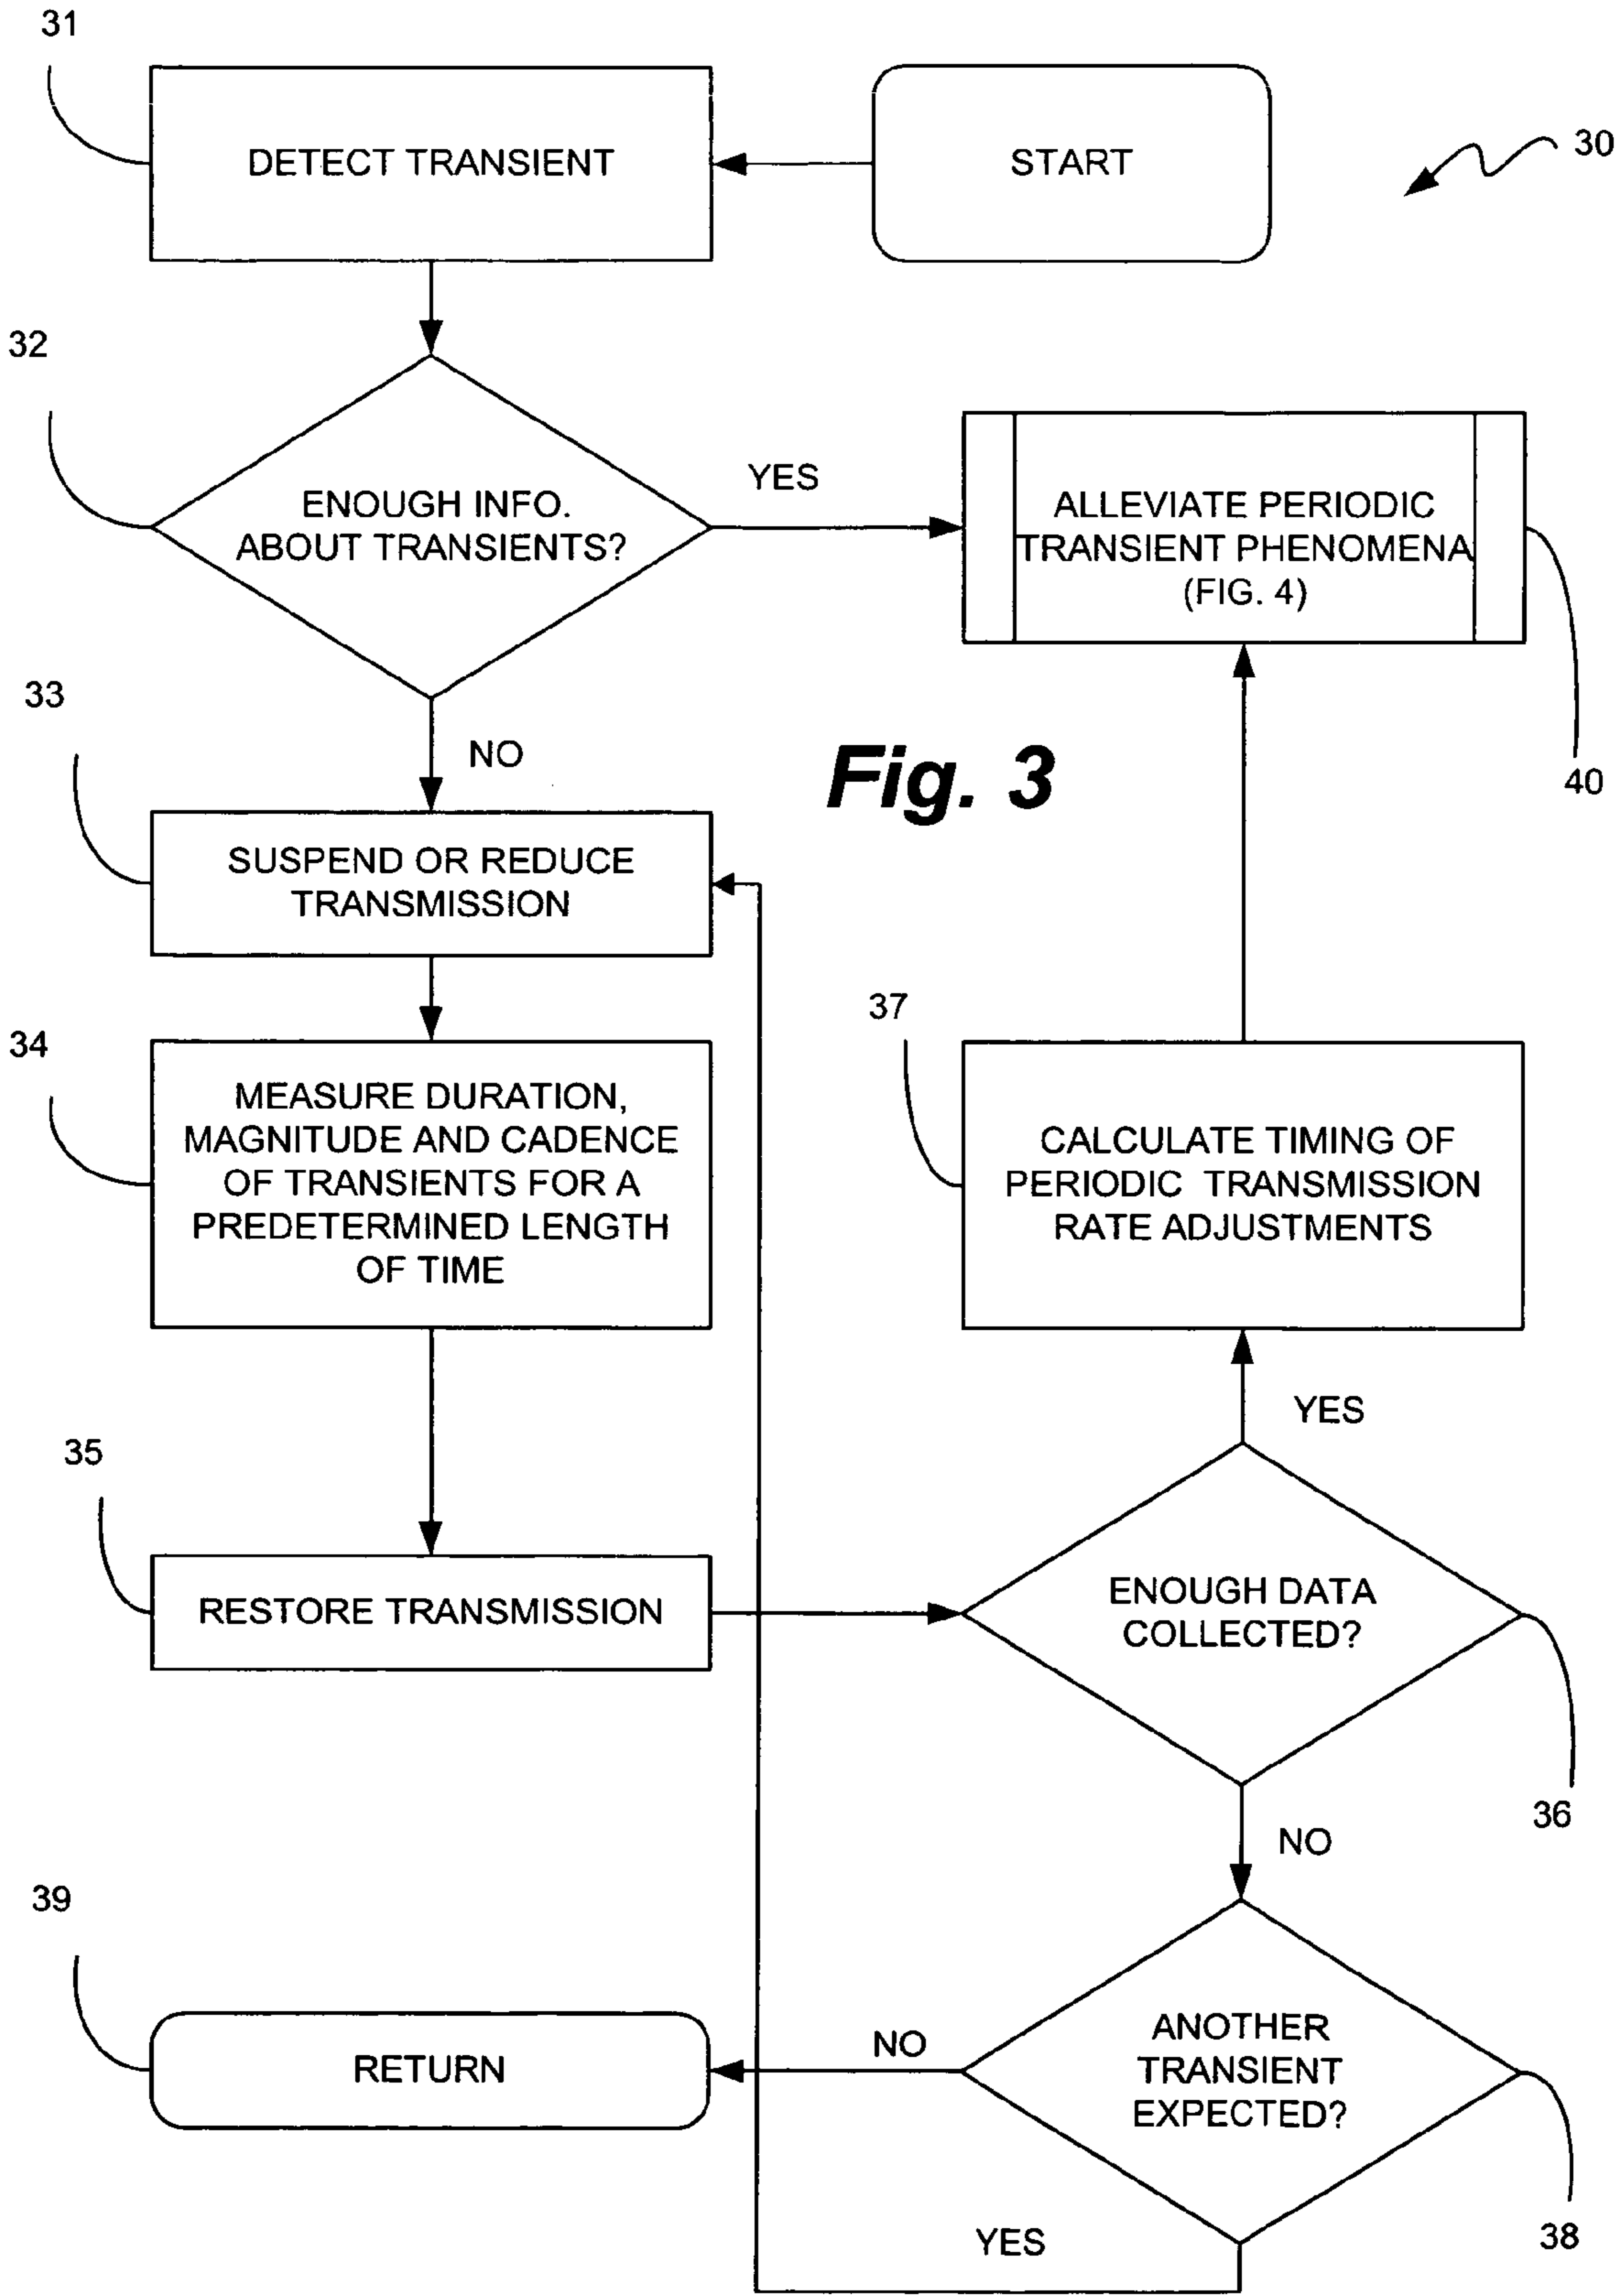 31
DETECT TRANSIENT
START
30
32
ENOUGH INFO.
ABOUT TRANSIENTS?
YES
ALLEVIATE PERIODIC
TRANSIENT PHENOMENA
(FIG. 4)
40
33
NO
Fig. 3
SUSPEND OR REDUCE
TRANSMISSION
34
MEASURE DURATION,
MAGNITUDE AND CADENCE
OF TRANSIENTS FOR A
PREDETERMINED LENGTH
OF TIME
37
CALCULATE TIMING OF
PERIODIC TRANSMISSION
RATE ADJUSTMENTS
YES
35
RESTORE TRANSMISSION
ENOUGH DATA
COLLECTED?
36
NO
39
RETURN
NO
ANOTHER
TRANSIENT
EXPECTED?
38
YES